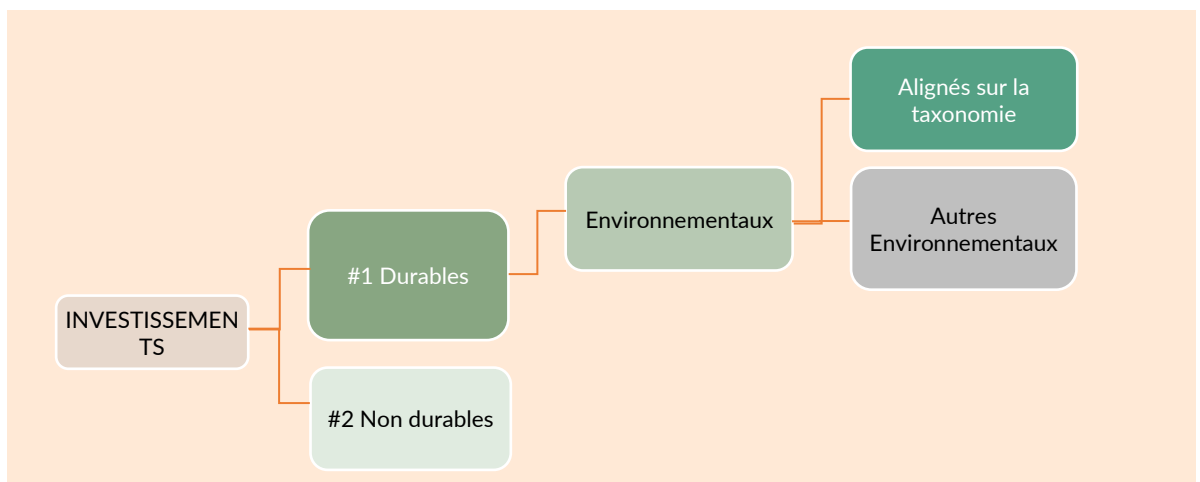 INVESTISSEMEN
TS
#1 Durables
#2 Non durables
Environnementaux
Alignés sur la
taxonomie
Autres
Environnementaux